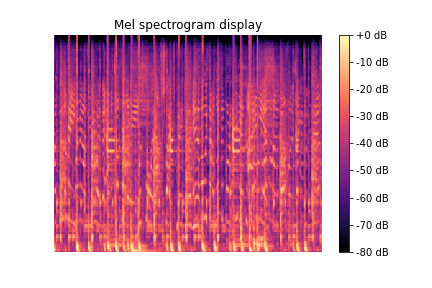 Mel spectrogram display
+0 dB
-10 dB
-20 dB
-30 dB
-40 dB
-50 dB
-60 dB
-70 dB
-80 dB